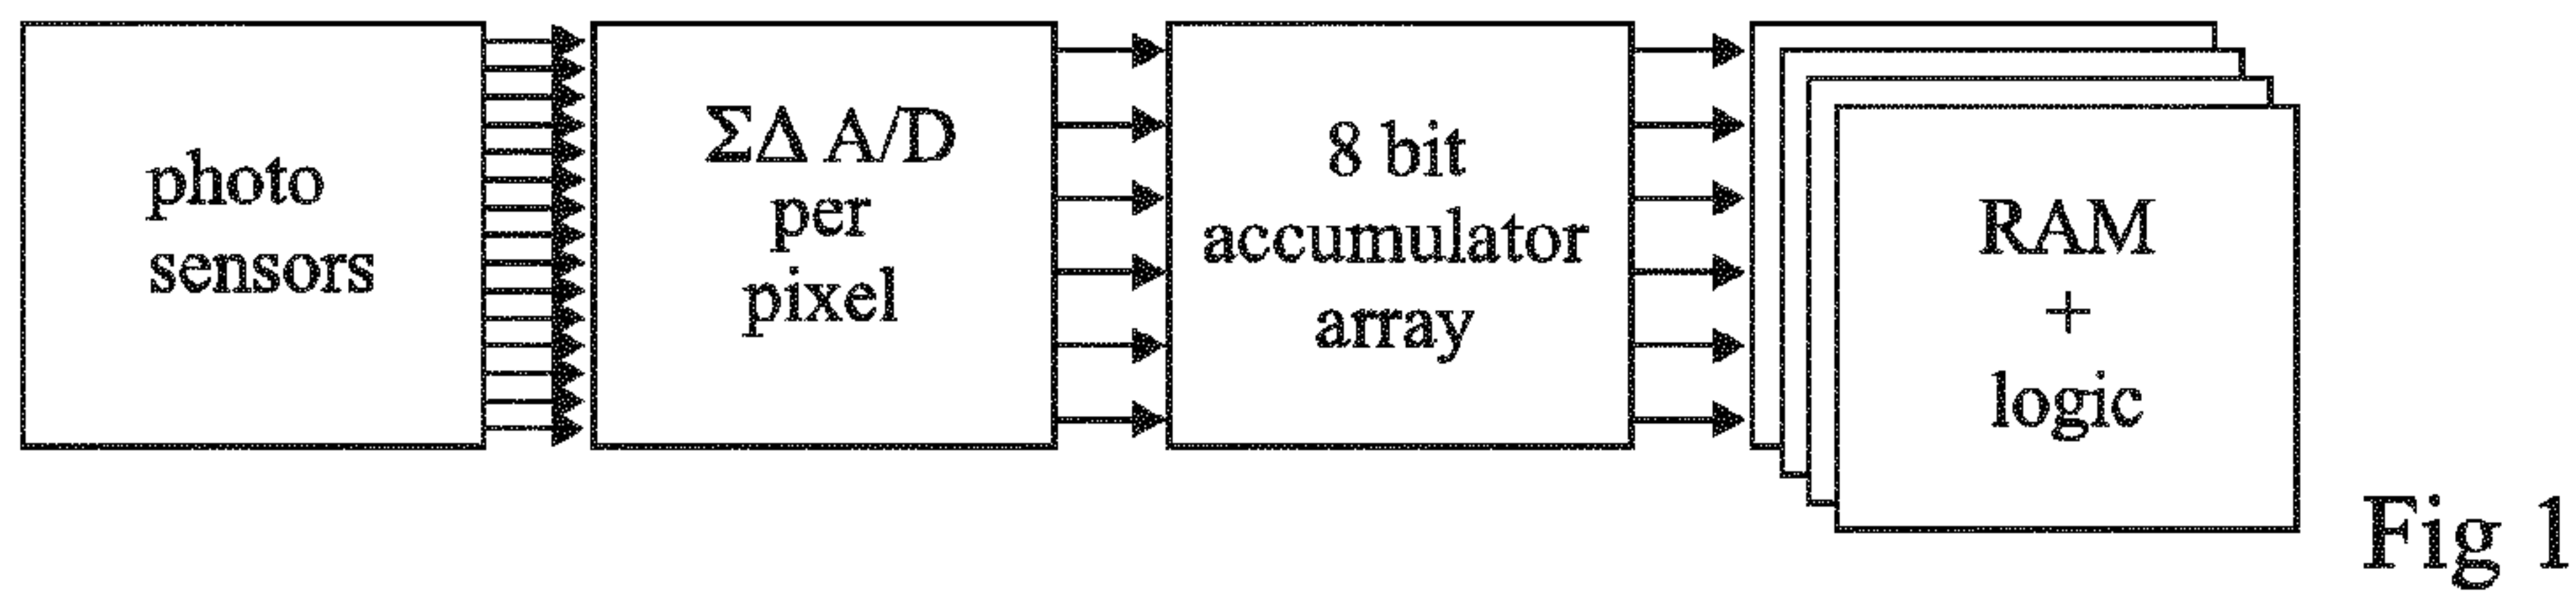 photo
sensors
ΣΔ A/D
per
pixel
8 bit
accumulator
array
RAM
+
logic
Fig 1